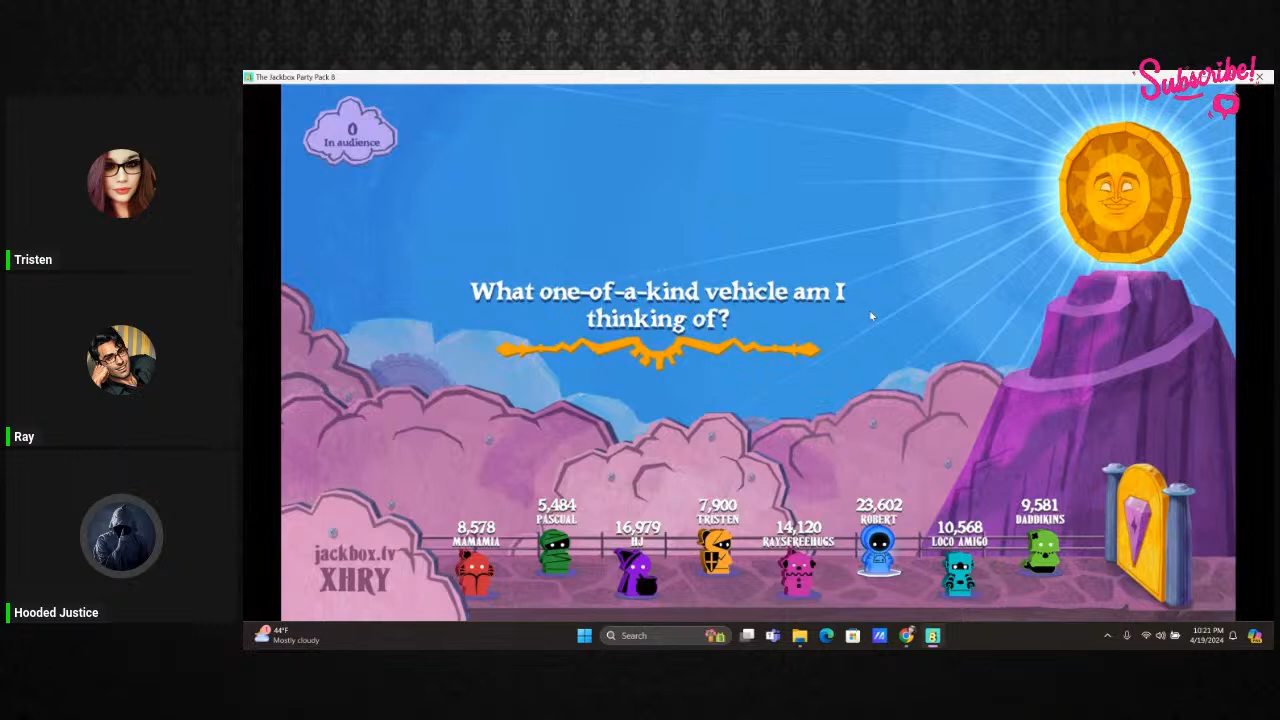 The Jackbox Party Pack 8
Subscribe!
0
In audience
Tristen
What one-of-a-kind vehicle am I
thinking of?
Ray
8,578
MAMAMIA
5,484
PASCUAL
16,979
HJ
7,900
TRISTEN
14,120
RAYSFREEHUGS
23,602
ROBERT
10,568
LOCO AMIGO
9,581
DADDIKINS
jackbox.tv
XHRY
Hooded Justice
44°F
Mostly cloudy
Search
10:21 PM
4/19/2024